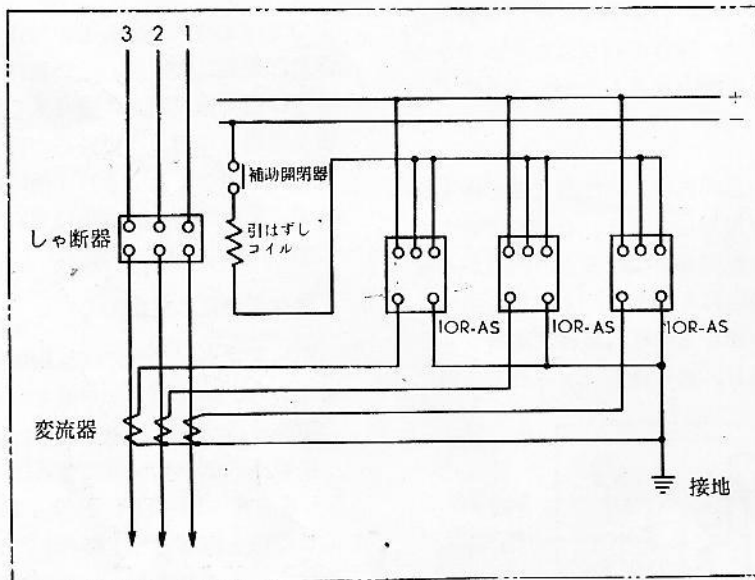 3 2 1
+
−
補助開閉器
引はずし
コイル
しゃ断器
IOR-AS
IOR-AS
IOR-AS
変流器
接地